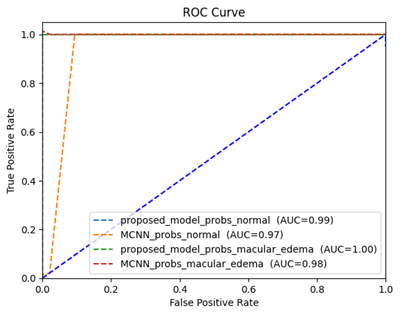 ROC Curve
1.0
0.8
0.6
0.4
0.2
0.0
True Positive Rate
proposed_model_probs_normal (AUC=0.99)
MCNN_probs_normal (AUC=0.97)
proposed_model_probs_macular_edema (AUC=1.00)
MCNN_probs_macular_edema (AUC=0.98)
0.0 0.2 0.4 0.6 0.8 1.0
False Positive Rate